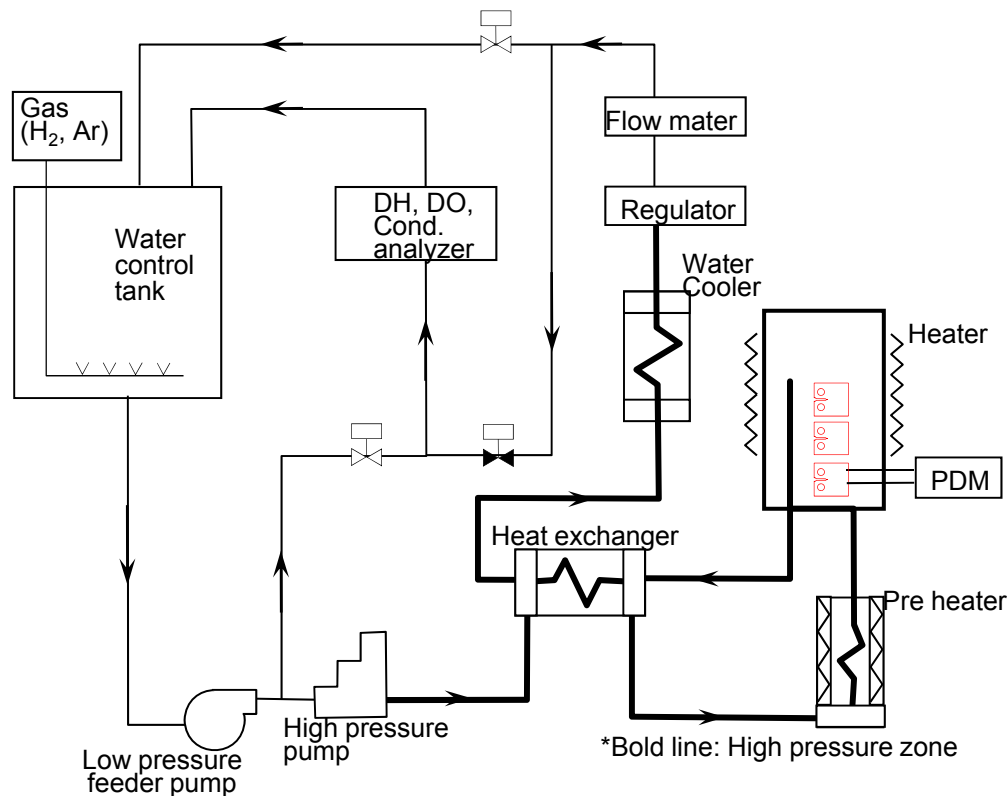 Gas
(H2, Ar)
Flow mater
DH, DO,
Cond.
analyzer
Regulator
Water
control
tank
Water
Cooler
Heater
PDM
Heat exchanger
Pre heater
High pressure
pump
Low pressure
feeder pump
*Bold line: High pressure zone